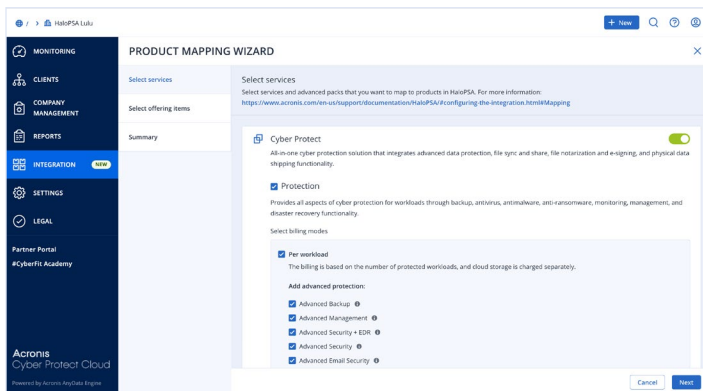 / > HaloPSA Lulu
+ New
MONITORING
CLIENTS
COMPANY
MANAGEMENT
REPORTS
INTEGRATION NEW
SETTINGS
LEGAL
Partner Portal
#CyberFit Academy
Acronis
Cyber Protect Cloud
Powered by Acronis AnyData Engine
PRODUCT MAPPING WIZARD
Select services
Select offering items
Summary
Select services
Select services and advanced packs that you want to map to products in HaloPSA. For more information:
https://www.acronis.com/en-us/support/documentation/HaloPSA/#configuring-the-integration.html#Mapping
Cyber Protect
All-in-one cyber protection solution that integrates advanced data protection, file sync and share, file notarization and e-signing, and physical data
shipping functionality.
Protection
Provides all aspects of cyber protection for workloads through backup, antivirus, antimalware, anti-ransomware, monitoring, management, and
disaster recovery functionality.
Select billing modes
Per workload
The billing is based on the number of protected workloads, and cloud storage is charged separately.
Add advanced protection:
Advanced Backup
Advanced Management
Advanced Security + EDR
Advanced Security
Advanced Email Security
Cancel
Next